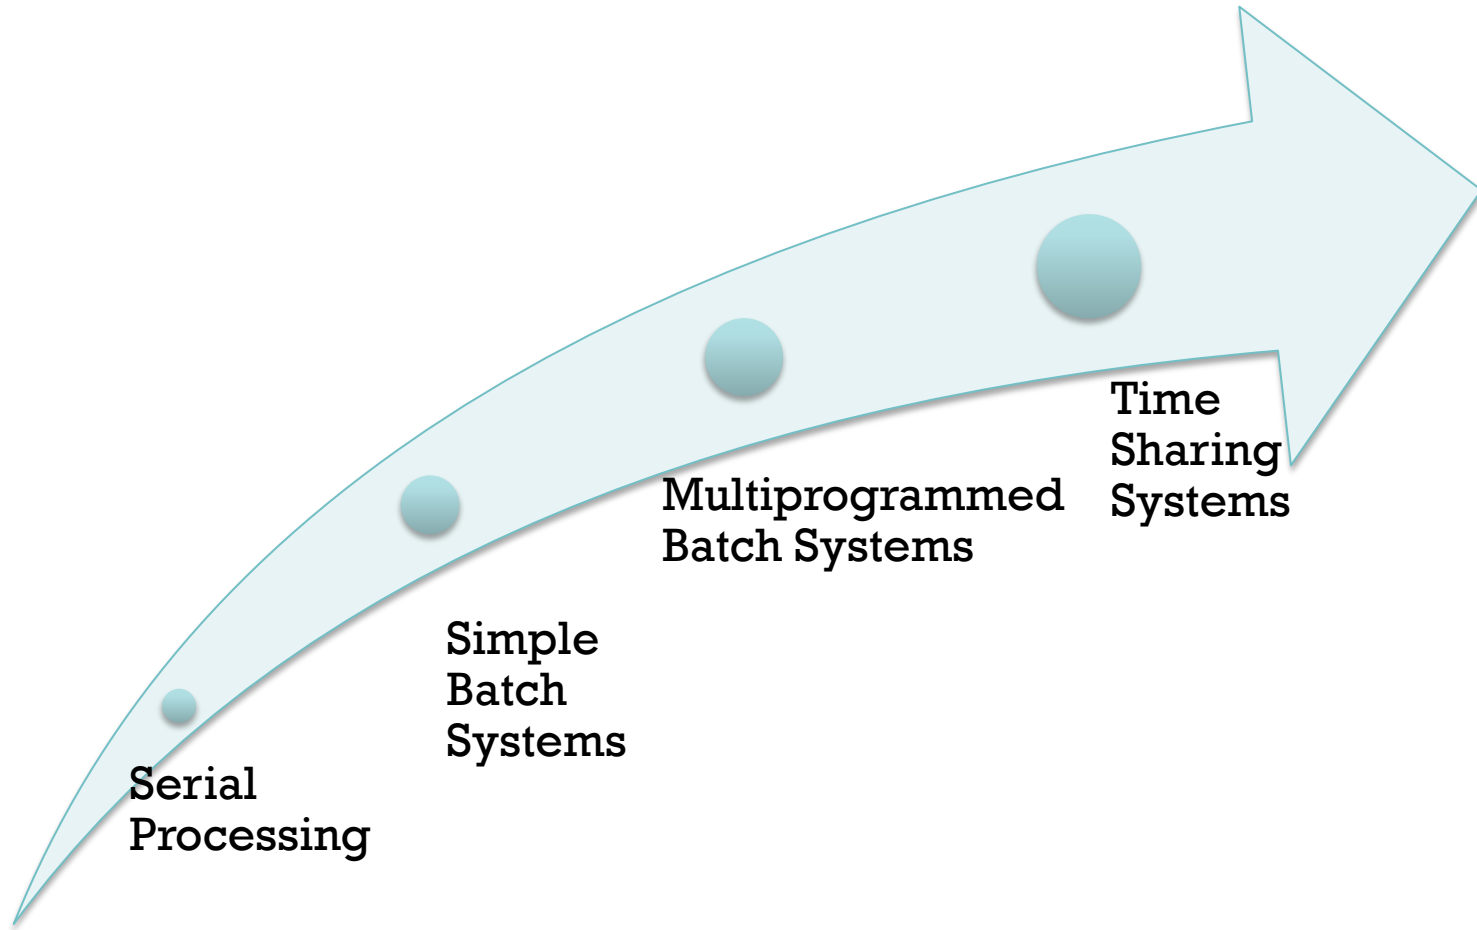 Serial
Processing
Simple
Batch
Systems
Multiprogrammed
Batch Systems
Time
Sharing
Systems